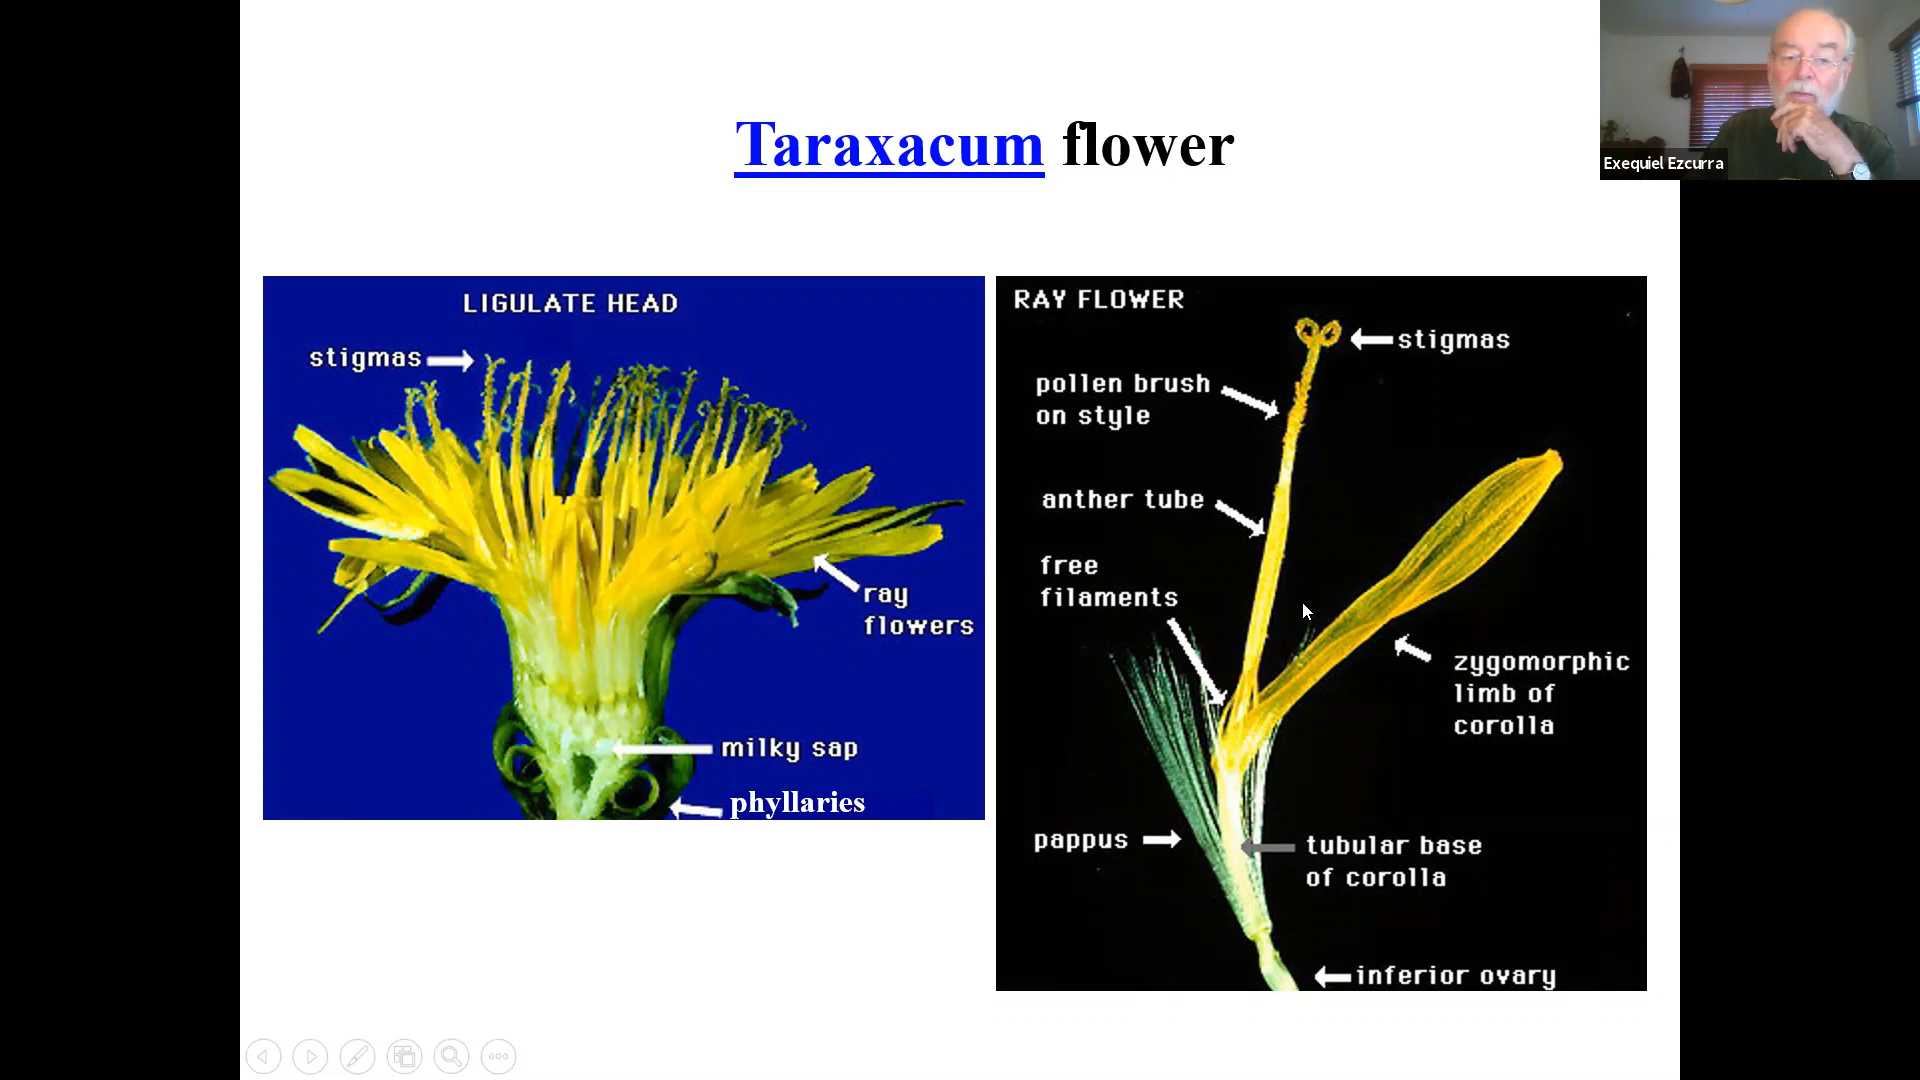 Taraxacum flower
Exequiel Ezcurra
LIGULATE HEAD
stigmas
ray
flowers
milky sap
phyllaries
RAY FLOWER
stigmas
pollen brush
on style
anther tube
free
filaments
zygomorphic
limb of
corolla
pappus
tubular base
of corolla
inferior ovary